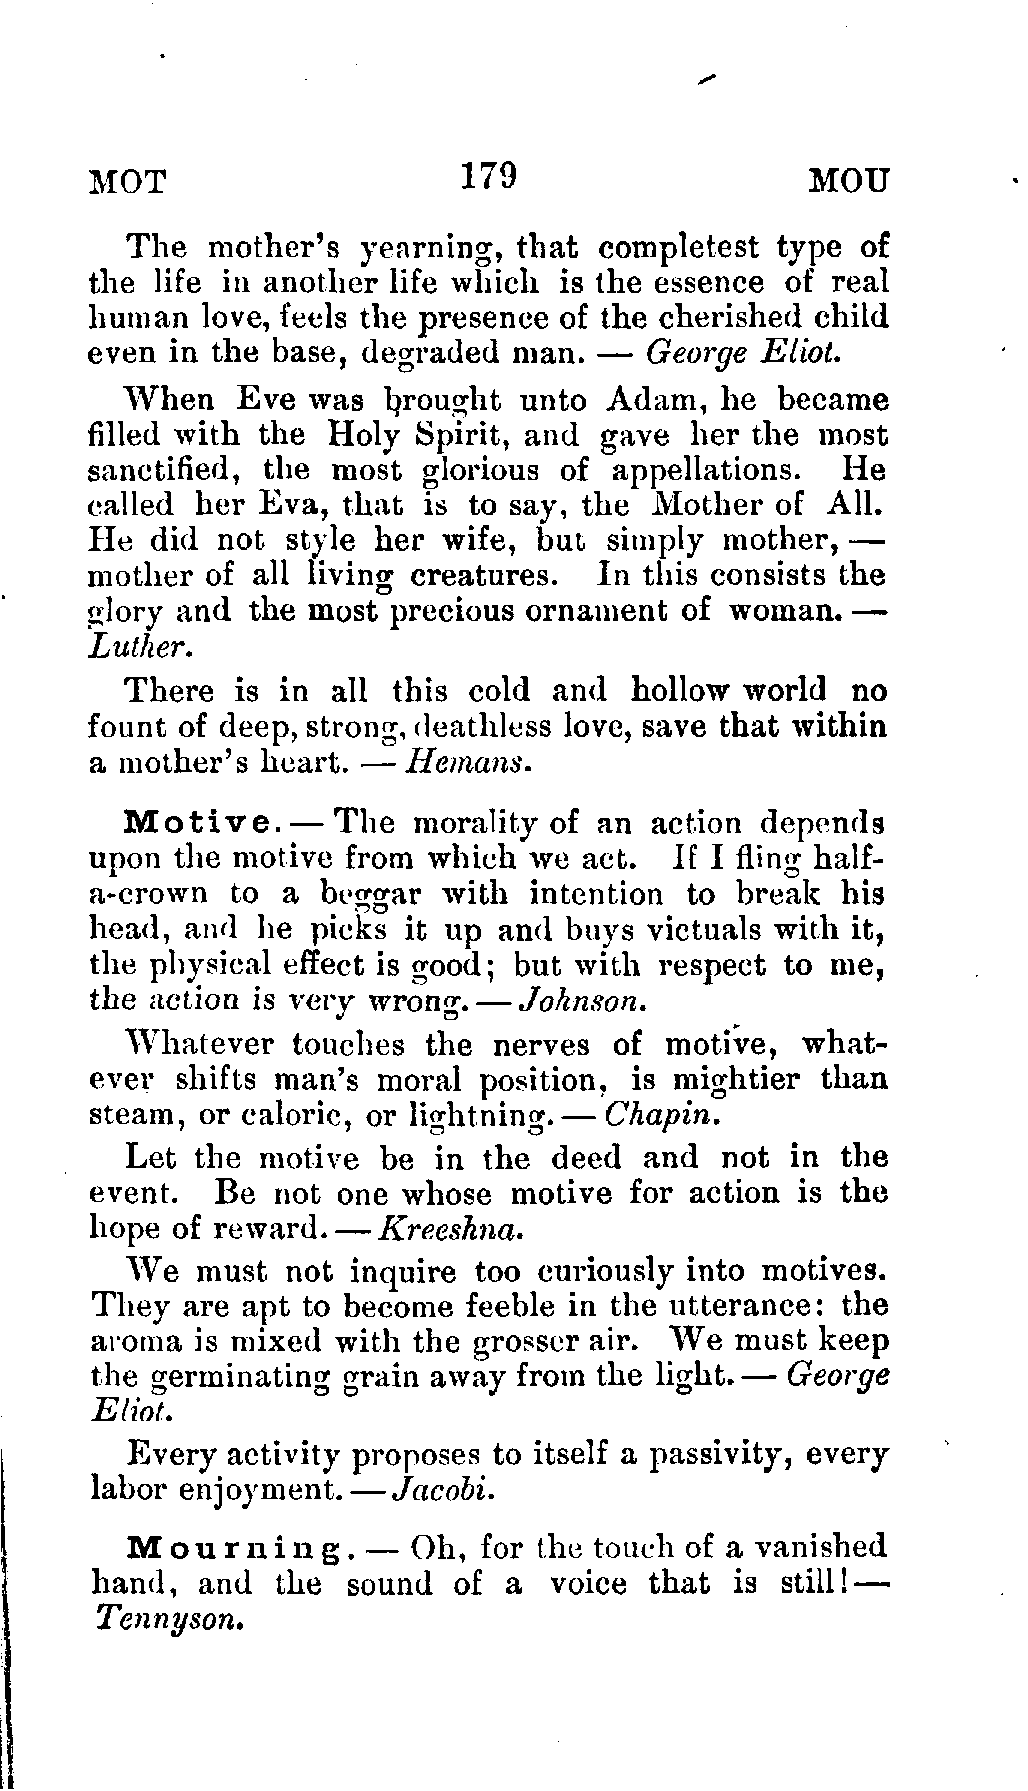 MOT 179 MOU
The mother's yearning, that completest type of
the life in another life which is the essence of real
human love, feels the presence of the cherished child
even in the base, degraded man. — George Eliot.
When Eve was brought unto Adam, he became
filled with the Holy Spirit, and gave her the most
sanctified, the most glorious of appellations. He
called her Eva, that is to say, the Mother of All.
He did not style her wife, but simply mother, —
mother of all living creatures. In this consists the
glory and the most precious ornament of woman. —
Luther.
There is in all this cold and hollow world no
fount of deep, strong, deathless love, save that within
a mother's heart. — Hemans.
Motive. — The morality of an action depends
upon the motive from which we act. If I fling half-
a-crown to a beggar with intention to break his
head, and he picks it up and buys victuals with it,
the physical effect is good; but with respect to me,
the action is very wrong. — Johnson.
Whatever touches the nerves of motive, what-
ever shifts man's moral position, is mightier than
steam, or caloric, or lightning. — Chapin.
Let the motive be in the deed and not in the
event. Be not one whose motive for action is the
hope of reward. — Kreeshna.
We must not inquire too curiously into motives.
They are apt to become feeble in the utterance: the
aroma is mixed with the grosser air. We must keep
the germinating grain away from the light. — George
Eliot.
Every activity proposes to itself a passivity, every
labor enjoyment. — Jacobi.
Mourning. — Oh, for the touch of a vanished
hand, and the sound of a voice that is still! —
Tennyson.